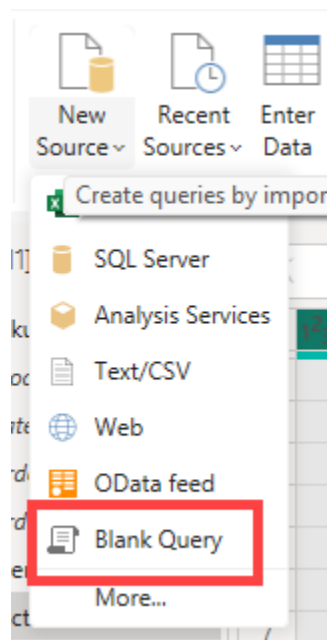 New Source
Recent Sources
Enter Data
Create queries by impor
SQL Server
Analysis Services
Text/CSV
Web
OData feed
Blank Query
More...